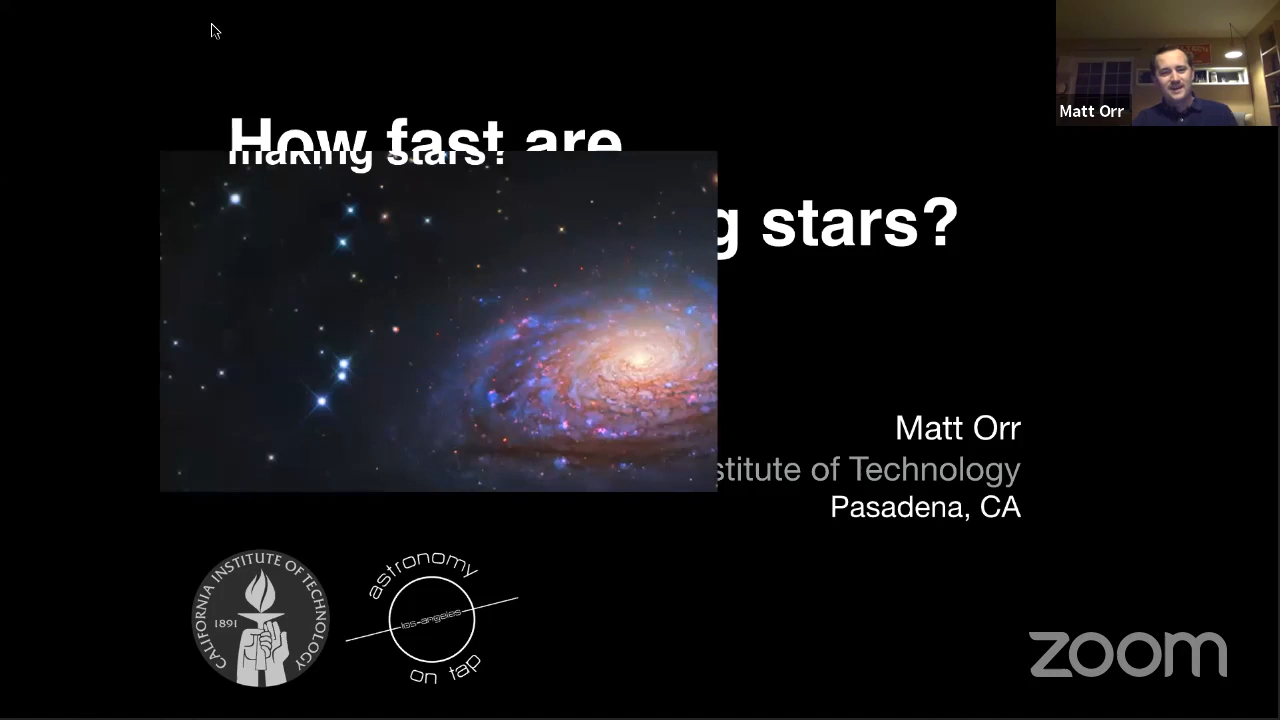 How fast are
making stars?
g stars?
Matt Orr
stitute of Technology
Pasadena, CA
Matt Orr
CALIFORNIA INSTITUTE OF TECHNOLOGY
1891
astronomy
los-angeles
on tap
zoom